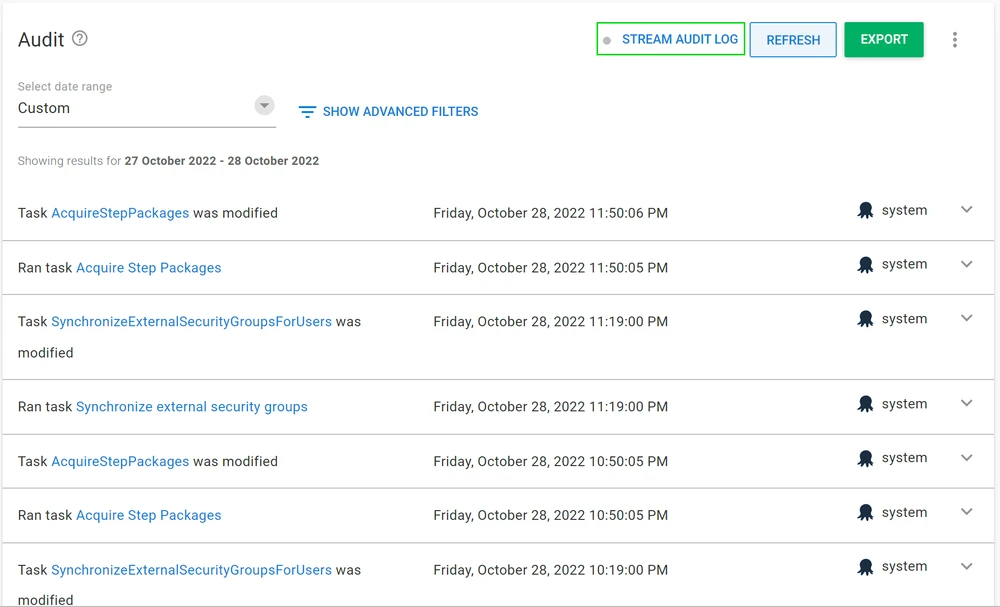 Audit
STREAM AUDIT LOG
REFRESH
EXPORT
Select date range
Custom
SHOW ADVANCED FILTERS
Showing results for 27 October 2022 - 28 October 2022
Task AcquireStepPackages was modified
Friday, October 28, 2022 11:50:06 PM
system
Ran task Acquire Step Packages
Friday, October 28, 2022 11:50:05 PM
system
Task SynchronizeExternalSecurityGroupsForUsers was
modified
Friday, October 28, 2022 11:19:00 PM
system
Ran task Synchronize external security groups
Friday, October 28, 2022 11:19:00 PM
system
Task AcquireStepPackages was modified
Friday, October 28, 2022 10:50:05 PM
system
Ran task Acquire Step Packages
Friday, October 28, 2022 10:50:05 PM
system
Task SynchronizeExternalSecurityGroupsForUsers was
modified
Friday, October 28, 2022 10:19:00 PM
system